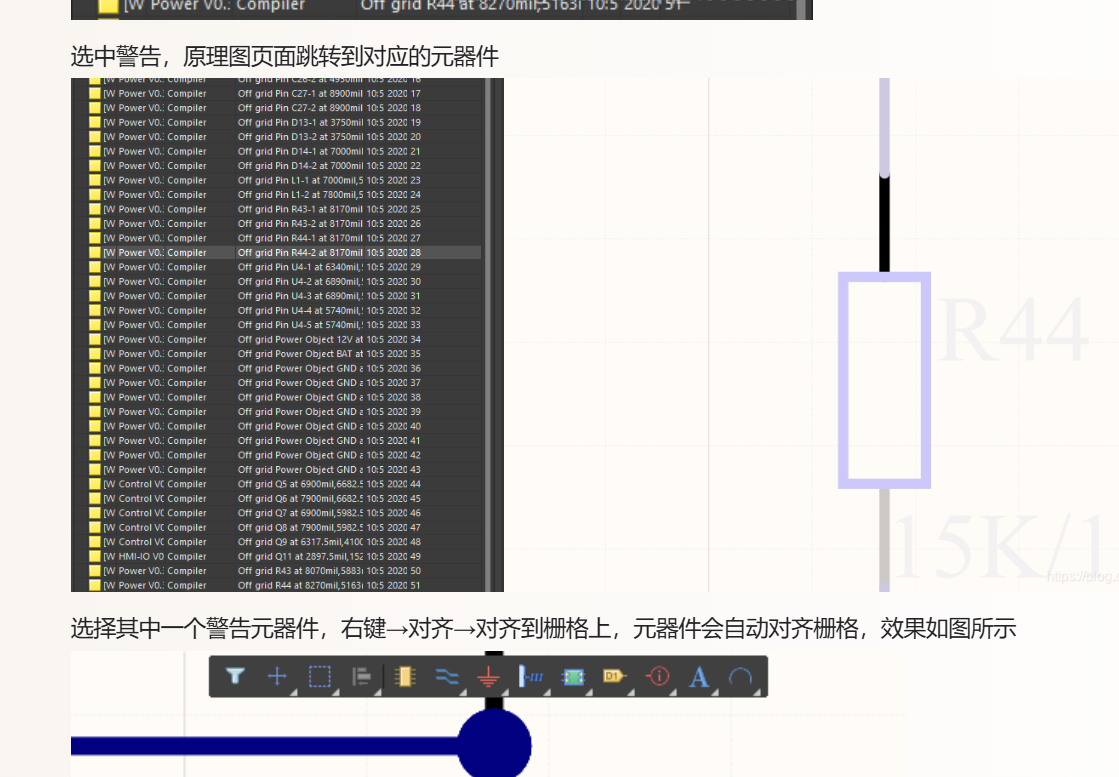 [W Power V0.: Compiler Off grid R44 at 8270mil,5163i 10:5 2020 51
选中警告，原理图页面跳转到对应的元器件
[W Power V0.: Compiler Off grid Pin C26-2 at 4950mil 10:5 2020 16
[W Power V0.: Compiler Off grid Pin C27-1 at 8900mil 10:5 2020 17
[W Power V0.: Compiler Off grid Pin C27-2 at 8900mil 10:5 2020 18
[W Power V0.: Compiler Off grid Pin D13-1 at 3750mil 10:5 2020 19
[W Power V0.: Compiler Off grid Pin D13-2 at 3750mil 10:5 2020 20
[W Power V0.: Compiler Off grid Pin D14-1 at 7000mil 10:5 2020 21
[W Power V0.: Compiler Off grid Pin D14-2 at 7000mil 10:5 2020 22
[W Power V0.: Compiler Off grid Pin L1-1 at 7000mil,5 10:5 2020 23
[W Power V0.: Compiler Off grid Pin L1-2 at 7800mil,5 10:5 2020 24
[W Power V0.: Compiler Off grid Pin R43-1 at 8170mil 10:5 2020 25
[W Power V0.: Compiler Off grid Pin R43-2 at 8170mil 10:5 2020 26
[W Power V0.: Compiler Off grid Pin R44-1 at 8170mil 10:5 2020 27
[W Power V0.: Compiler Off grid Pin R44-2 at 8170mil 10:5 2020 28
[W Power V0.: Compiler Off grid Pin U4-1 at 6340mil, 10:5 2020 29
[W Power V0.: Compiler Off grid Pin U4-2 at 6890mil, 10:5 2020 30
[W Power V0.: Compiler Off grid Pin U4-3 at 6890mil, 10:5 2020 31
[W Power V0.: Compiler Off grid Pin U4-4 at 5740mil, 10:5 2020 32
[W Power V0.: Compiler Off grid Pin U4-5 at 5740mil, 10:5 2020 33
[W Power V0.: Compiler Off grid Power Object 12V at 10:5 2020 34
[W Power V0.: Compiler Off grid Power Object BAT at 10:5 2020 35
[W Power V0.: Compiler Off grid Power Object GND a 10:5 2020 36
[W Power V0.: Compiler Off grid Power Object GND a 10:5 2020 37
[W Power V0.: Compiler Off grid Power Object GND a 10:5 2020 38
[W Power V0.: Compiler Off grid Power Object GND a 10:5 2020 39
[W Power V0.: Compiler Off grid Power Object GND a 10:5 2020 40
[W Power V0.: Compiler Off grid Power Object GND a 10:5 2020 41
[W Power V0.: Compiler Off grid Power Object GND a 10:5 2020 42
[W Power V0.: Compiler Off grid Power Object GND a 10:5 2020 43
[W Control V( Compiler Off grid Q5 at 6900mil,6682.5 10:5 2020 44
[W Control V( Compiler Off grid Q6 at 7900mil,6682.5 10:5 2020 45
[W Control V( Compiler Off grid Q7 at 6900mil,5982.5 10:5 2020 46
[W Control V( Compiler Off grid Q8 at 7900mil,5982.5 10:5 2020 47
[W Control V( Compiler Off grid Q9 at 6317.5mil,4100 10:5 2020 48
[W HMI-IO V0 Compiler Off grid Q11 at 2897.5mil,152 10:5 2020 49
[W Power V0.: Compiler Off grid R43 at 8070mil,5883i 10:5 2020 50
[W Power V0.: Compiler Off grid R44 at 8270mil,5163i 10:5 2020 51
R44
15K/1
https://blog.c
选择其中一个警告元器件，右键→对齐→对齐到栅格上，元器件会自动对齐栅格，效果如图所示
D1
A